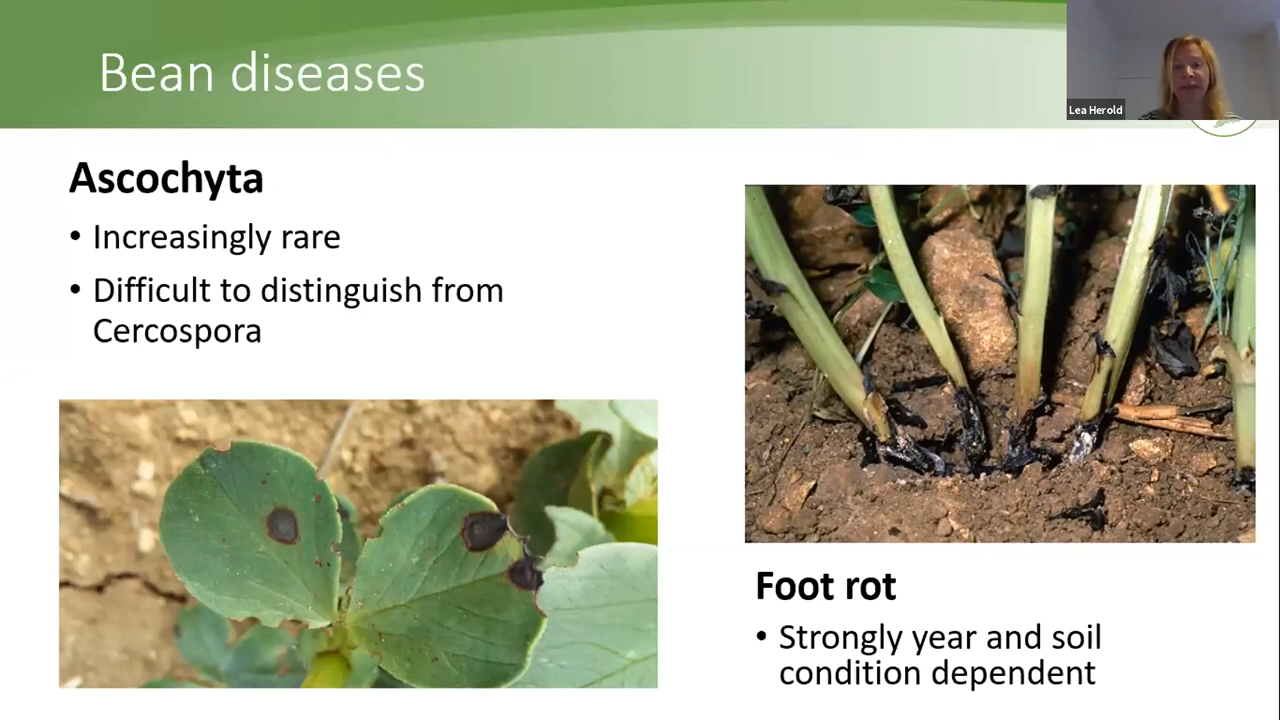 Bean diseases
Lea Herold
Ascochyta
• Increasingly rare
• Difficult to distinguish from
Cercospora
Foot rot
• Strongly year and soil
condition dependent